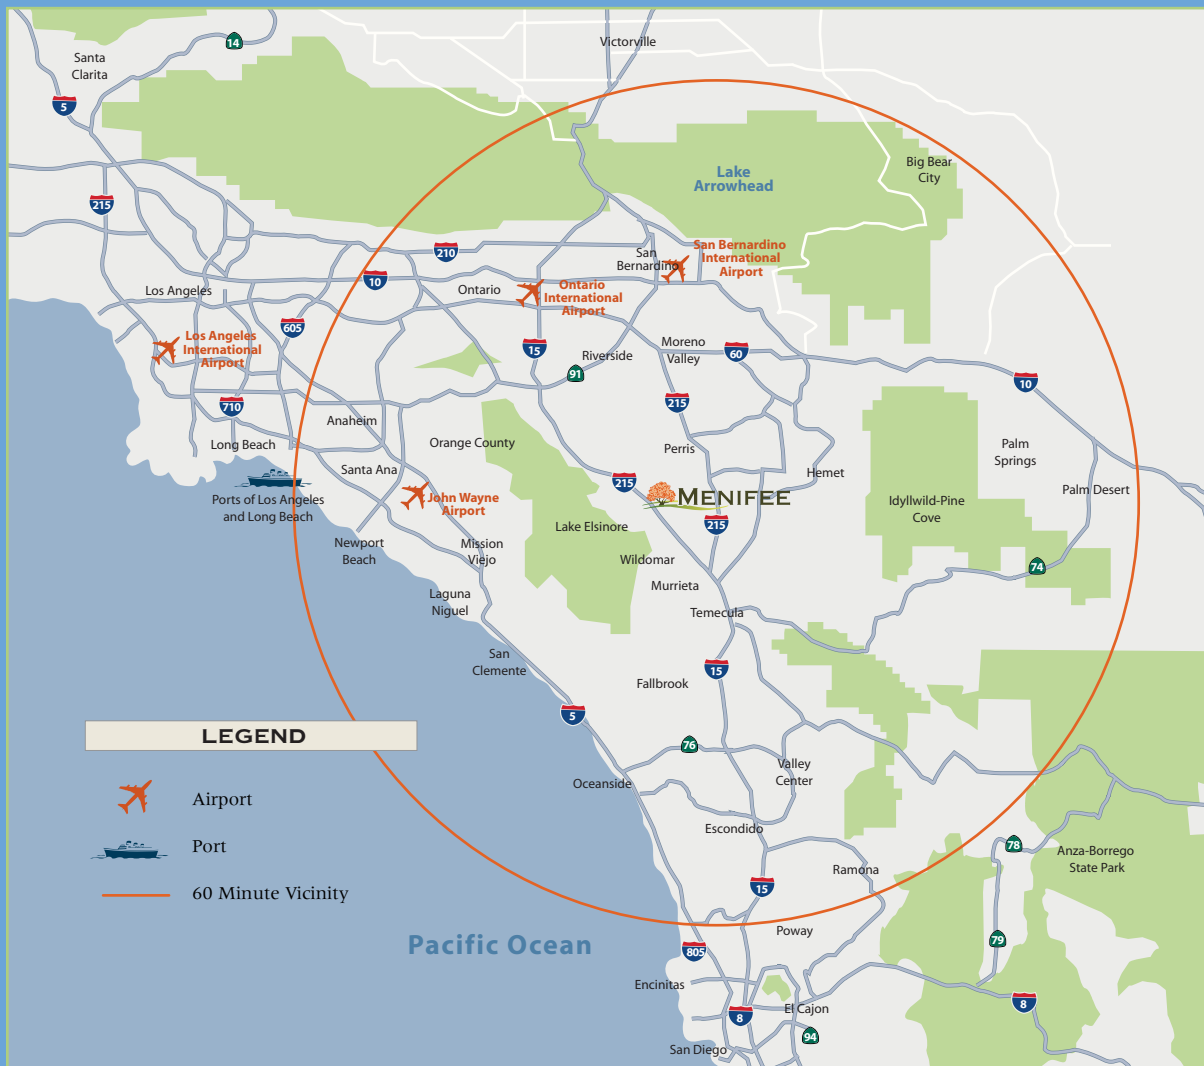 Victorville
14
Santa
Clarita
5
Big Bear
City
Lake
Arrowhead
215
San Bernardino
International
Airport
210
San
Bernardino
10
Ontario
Ontario
International
Airport
Los Angeles
605
Los Angeles
International
Airport
15
Riverside
Moreno
Valley
60
91
10
710
215
Anaheim
Long Beach
Orange County
Perris
Palm
Springs
Santa Ana
Hemet
215
MENIFEE
Palm Desert
Ports of Los Angeles
and Long Beach
John Wayne
Airport
Idyllwild-Pine
Cove
Lake Elsinore
215
Newport
Beach
Mission
Viejo
Wildomar
74
Murrieta
Laguna
Niguel
Temecula
San
Clemente
15
Fallbrook
5
LEGEND
76
Valley
Center
Oceanside
Airport
Escondido
Port
78
Anza-Borrego
State Park
Ramona
15
60 Minute Vicinity
Poway
79
Pacific Ocean
805
Encinitas
8
El Cajon
8
94
San Diego